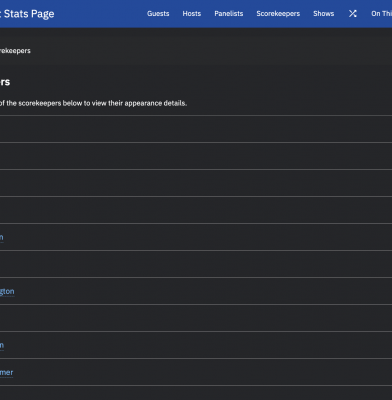 Stats Page Guests Hosts Panelists Scorekeepers Shows On Thi
rekeepers
rs
of the scorekeepers below to view their appearance details.
n
gton
n
mer